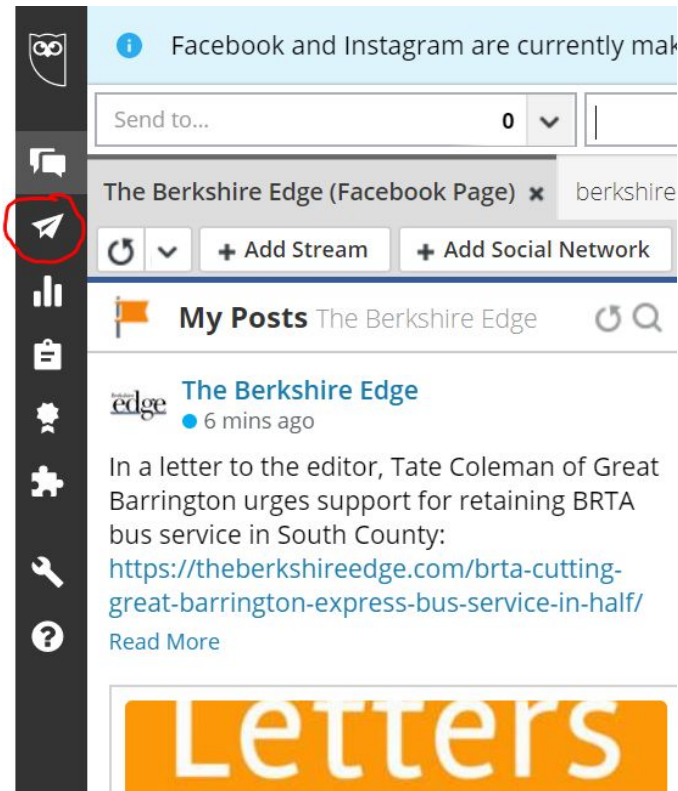 Facebook and Instagram are currently mak
Send to... 0
The Berkshire Edge (Facebook Page) × berkshire
+ Add Stream + Add Social Network
My Posts The Berkshire Edge
edge The Berkshire Edge
6 mins ago
In a letter to the editor, Tate Coleman of Great
Barrington urges support for retaining BRTA
bus service in South County:
https://theberkshireedge.com/brta-cutting-
great-barrington-express-bus-service-in-half/
Read More
Letters